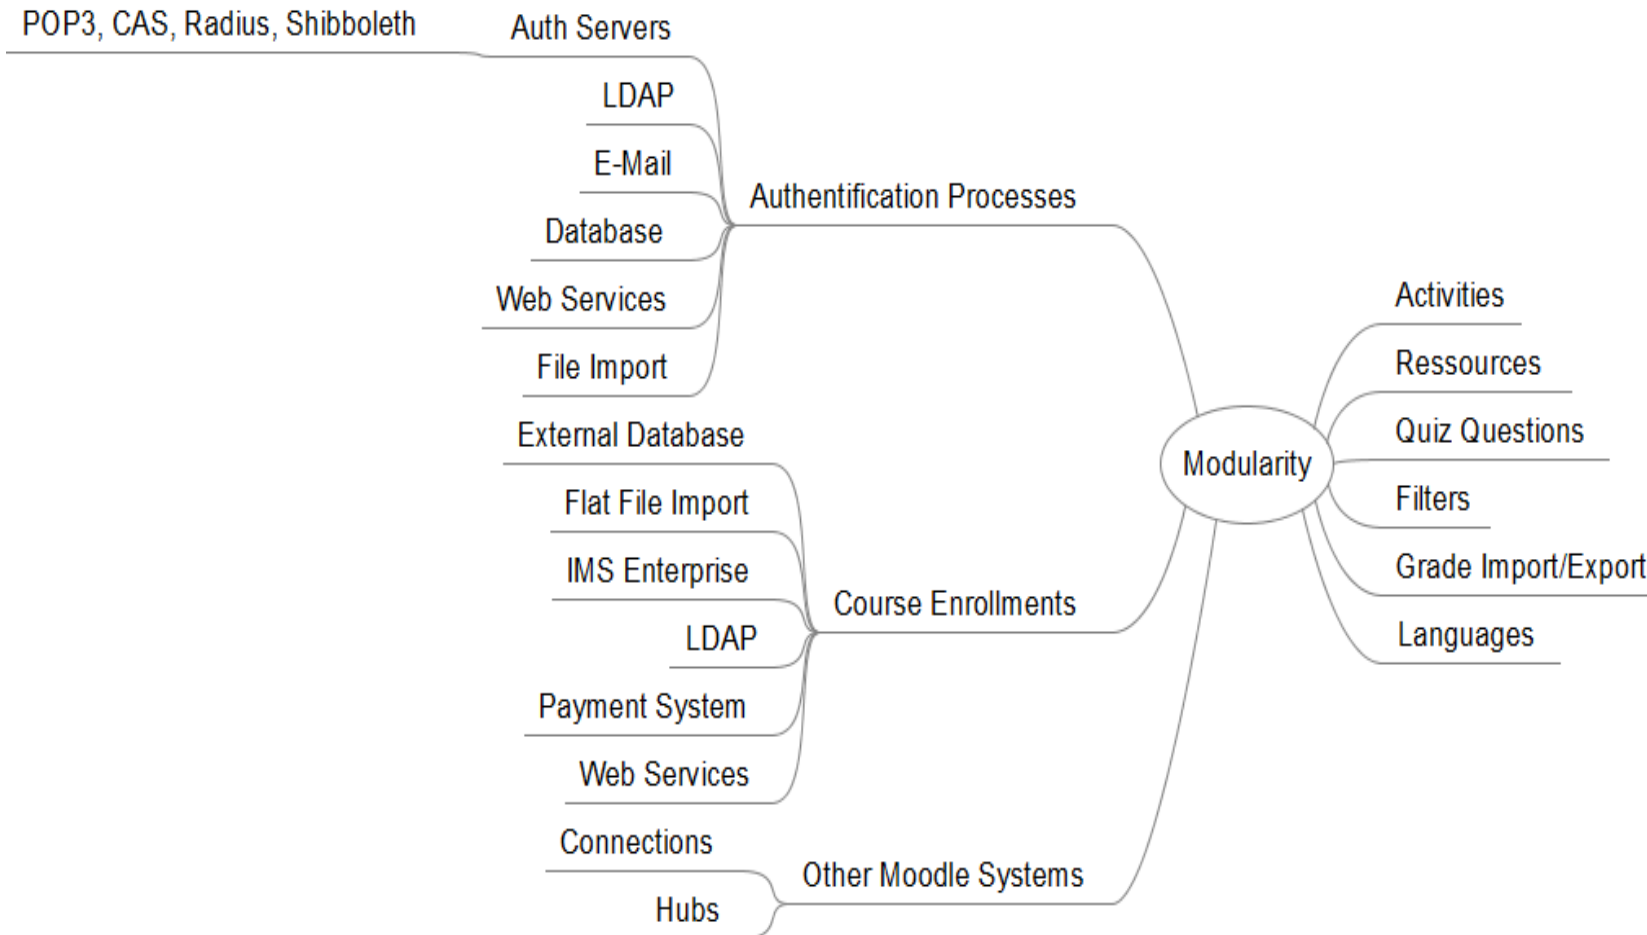 POP3, CAS, Radius, Shibboleth
Auth Servers
LDAP
E-Mail
Database
Web Services
File Import
Authentification Processes
External Database
Flat File Import
IMS Enterprise
LDAP
Payment System
Web Services
Course Enrollments
Connections
Hubs
Other Moodle Systems
Modularity
Activities
Ressources
Quiz Questions
Filters
Grade Import/Export
Languages